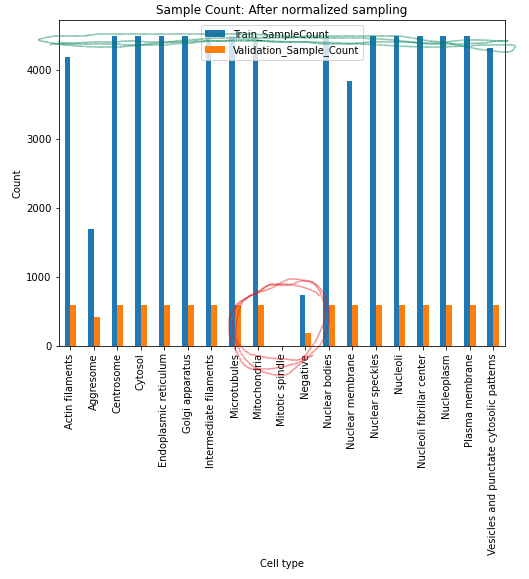 Sample Count: After normalized sampling
Train_SampleCount
Validation_Sample_Count
4000
3000
2000
1000
0
Count
Actin filaments
Aggresome
Centrosome
Cytosol
Endoplasmic reticulum
Golgi apparatus
Intermediate filaments
Microtubules
Mitochondria
Mitotic spindle
Negative
Nuclear bodies
Nuclear membrane
Nuclear speckles
Nucleoli
Nucleoli fibrillar center
Nucleoplasm
Plasma membrane
Vesicles and punctate cytosolic patterns
Cell type